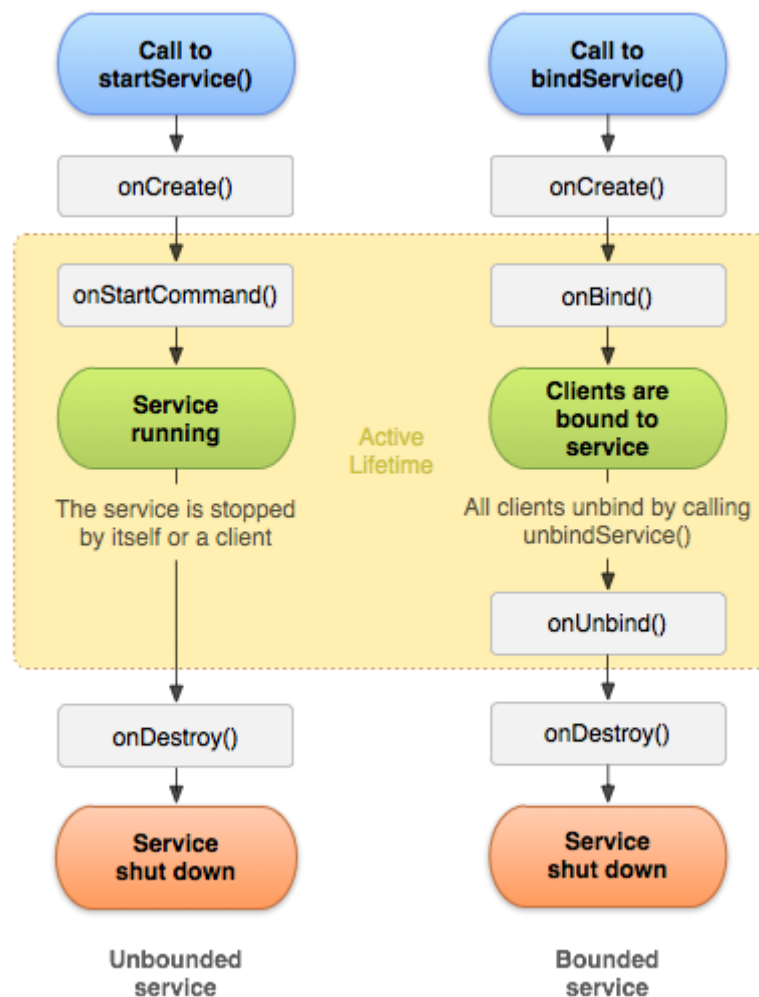 Call to
startService()
onCreate()
onStartCommand()
Service
running
The service is stopped
by itself or a client
onDestroy()
Service
shut down
Unbounded
service
Active
Lifetime
Call to
bindService()
onCreate()
onBind()
Clients are
bound to
service
All clients unbind by calling
unbindService()
onUnbind()
onDestroy()
Service
shut down
Bounded
service